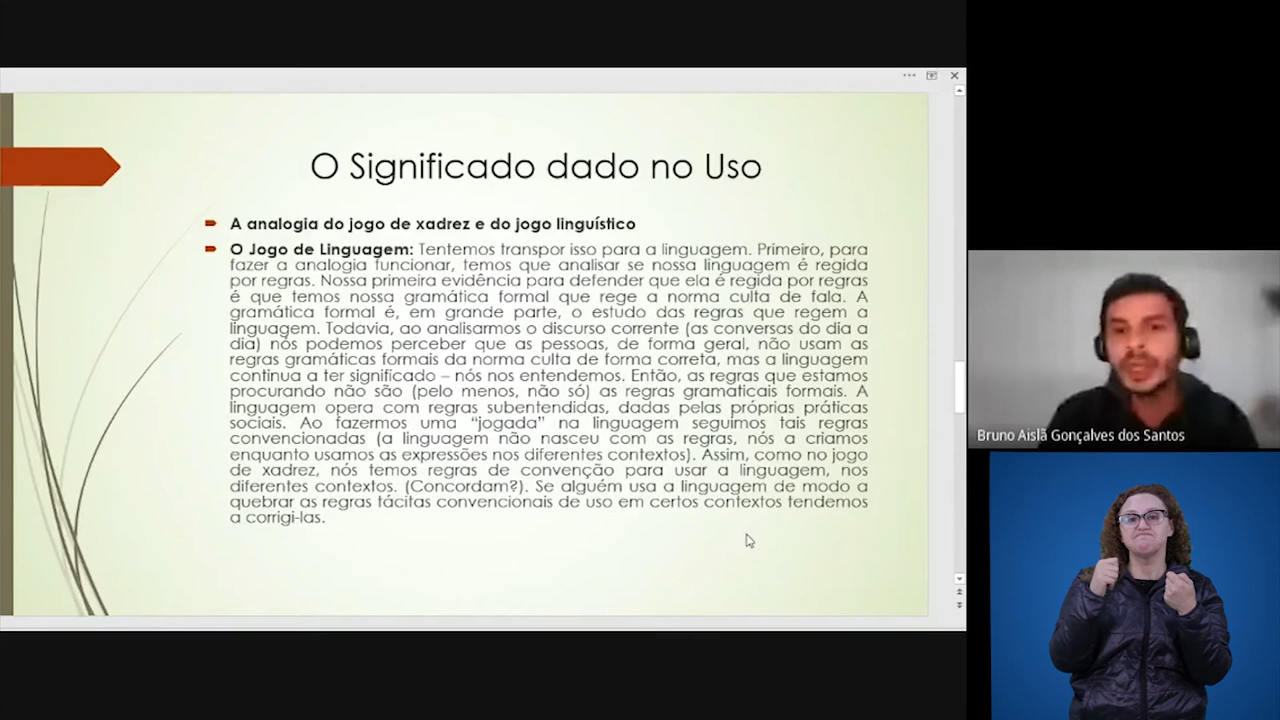 O Significado dado no Uso
A analogia do jogo de xadrez e do jogo linguístico
O Jogo de Linguagem: Tentemos transpor isso para a linguagem. Primeiro, para
fazer a analogia funcionar, temos que analisar se nossa linguagem é regida
por regras. Nossa primeira evidência para defender que ela é regida por regras
é que temos nossa gramática formal que rege a norma culta de fala. A
gramática formal é, em grande parte, o estudo das regras que regem a
linguagem. Todavia, ao analisarmos o discurso corrente (as conversas do dia a
dia) nós podemos perceber que as pessoas, de forma geral, não usam as
regras gramáticas formais da norma culta de forma correta, mas a linguagem
continua a ter significado – nós nos entendemos. Então, as regras que estamos
procurando não são (pelo menos, não só) as regras gramaticais formais. A
linguagem opera com regras subentendidas, dadas pelas próprias práticas
sociais. Ao fazermos uma “jogada” na linguagem seguimos tais regras
convencionadas (a linguagem não nasceu com as regras, nós a criamos
enquanto usamos as expressões nos diferentes contextos). Assim, como no jogo
de xadrez, nós temos regras de convenção para usar a linguagem, nos
diferentes contextos. (Concordam?). Se alguém usa a linguagem de modo a
quebrar as regras tácitas convencionais de uso em certos contextos tendemos
a corrigi-las.
Bruno Aislã Gonçalves dos Santos